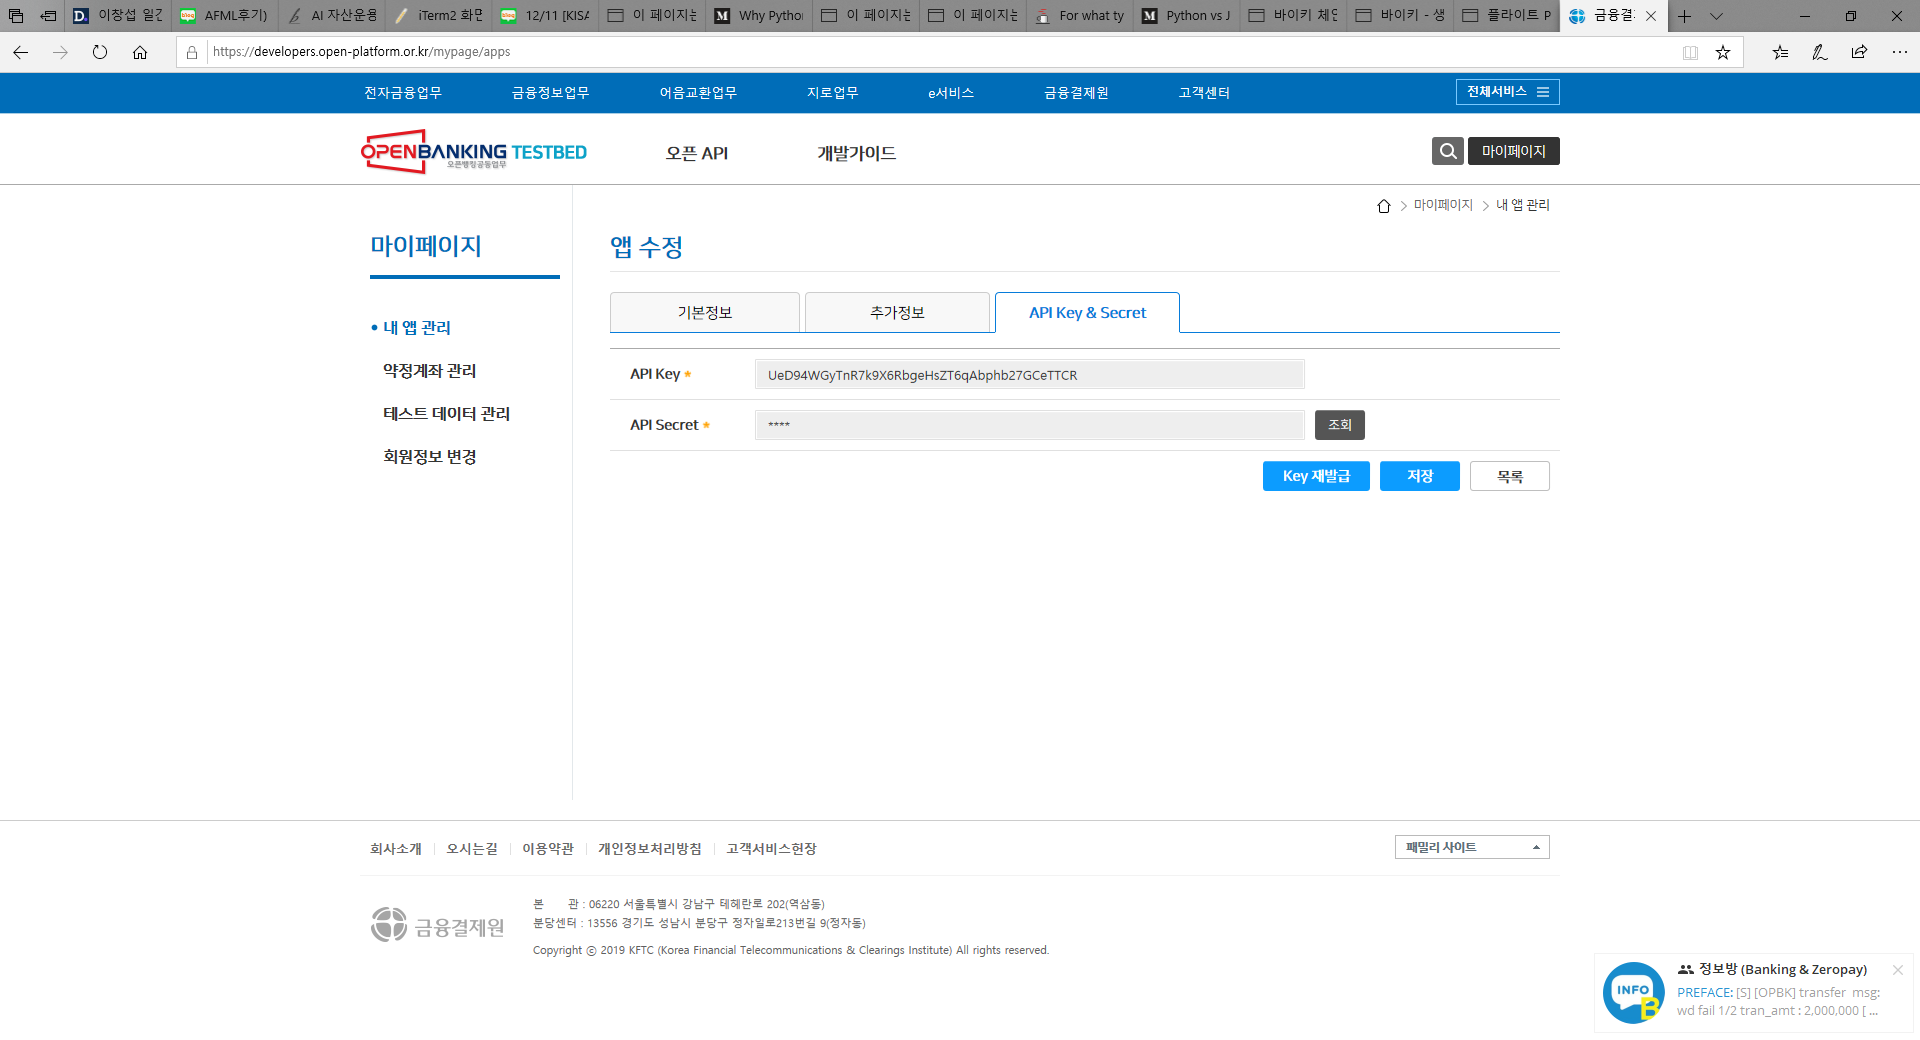 이창섭 일간
AFML후기)
AI 자산운용
iTerm2 화면
12/11 [KISA
이 페이지는
Why Pytho
이 페이지는
이 페이지는
For what ty
Python vs J
바이키 체인
바이키 - 생
플라이트 P
금융결
https://developers.open-platform.or.kr/mypage/apps
전자금융업무
금융정보업무
어음교환업무
지로업무
e서비스
금융결제원
고객센터
전체서비스
OPENBANKING TESTBED
오픈뱅킹공동업무
오픈 API
개발가이드
마이페이지
마이페이지 > 내 앱 관리
마이페이지
내 앱 관리
약정계좌 관리
테스트 데이터 관리
회원정보 변경
앱 수정
기본정보
추가정보
API Key & Secret
API Key *
UeD94WGyTnR7k9X6RbgeHsZT6qAbphb27GCeTTCR
API Secret *
****
조회
Key 재발급
저장
목록
회사소개 | 오시는길 | 이용약관 | 개인정보처리방침 | 고객서비스헌장
패밀리 사이트
금융결제원
본 관 : 06220 서울특별시 강남구 테헤란로 202(역삼동)
분당센터 : 13556 경기도 성남시 분당구 정자일로213번길 9(정자동)
Copyright ⓒ 2019 KFTC (Korea Financial Telecommunications & Clearings Institute) All rights reserved.
INFO
B
정보방 (Banking & Zeropay)
PREFACE: [S] [OPBK] transfer msg:
wd fail 1/2 tran_amt : 2,000,000 [ ...